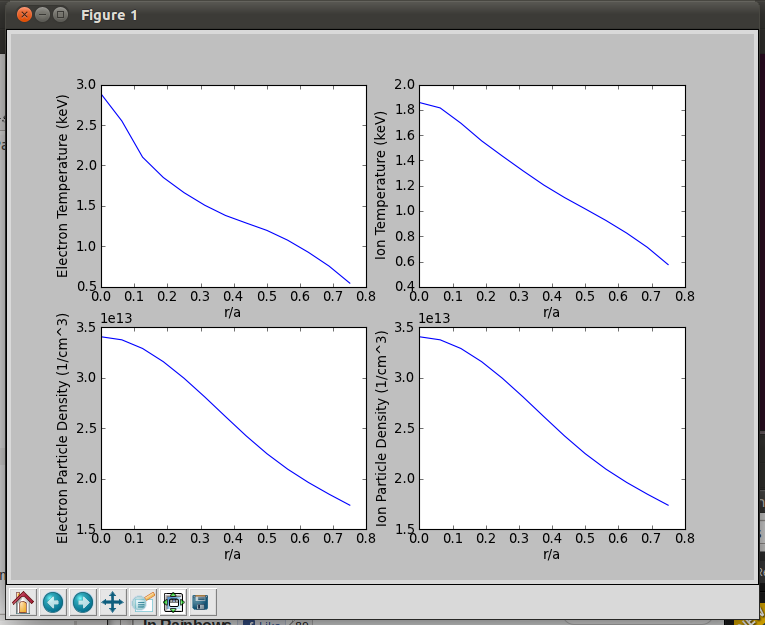 Figure 1
Electron Temperature (keV)
3.0
2.5
2.0
1.5
1.0
0.5
0.0 0.1 0.2 0.3 0.4 0.5 0.6 0.7 0.8
r/a
Ion Temperature (keV)
2.0
1.8
1.6
1.4
1.2
1.0
0.8
0.6
0.4
0.0 0.1 0.2 0.3 0.4 0.5 0.6 0.7 0.8
r/a
Electron Particle Density (1/cm^3)
1e13
3.5
3.0
2.5
2.0
1.5
0.0 0.1 0.2 0.3 0.4 0.5 0.6 0.7 0.8
r/a
Ion Particle Density (1/cm^3)
1e13
3.5
3.0
2.5
2.0
1.5
0.0 0.1 0.2 0.3 0.4 0.5 0.6 0.7 0.8
r/a
In Rainbows
Like